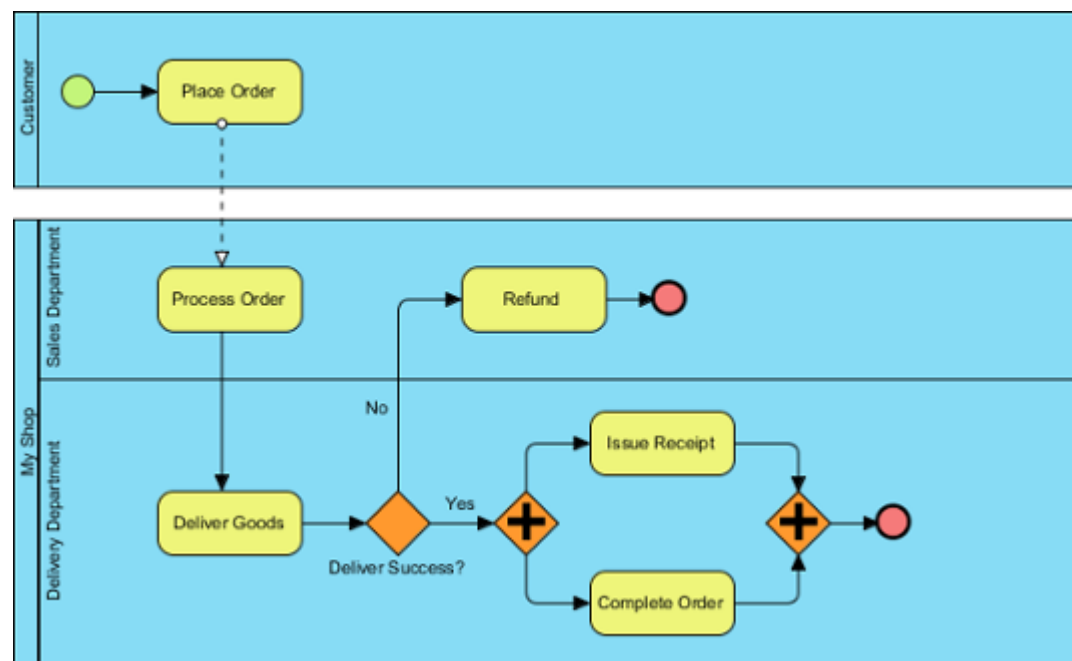 Customer
Place Order
My Shop
Sales Department
Process Order
Refund
No
Delivery Department
Issue Receipt
Yes
Deliver Goods
Deliver Success?
Complete Order